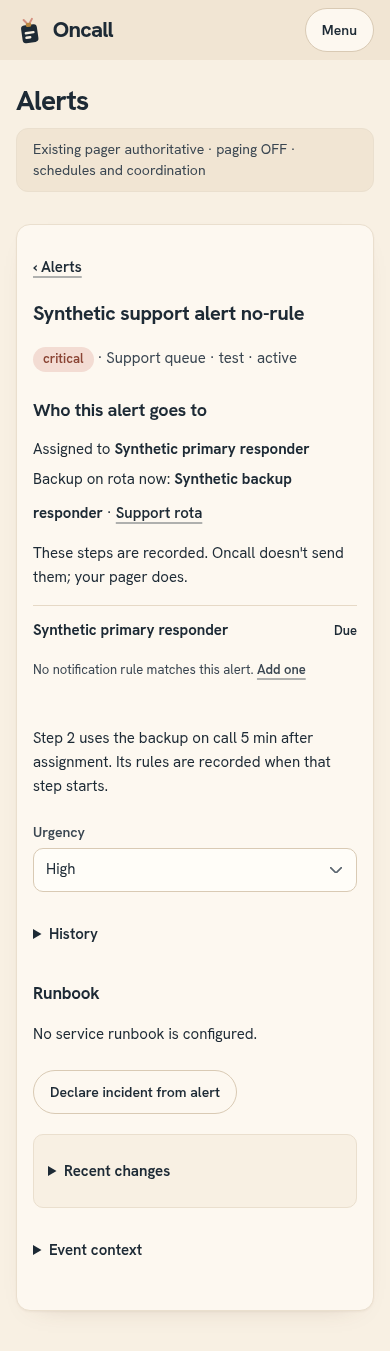 Oncall
Menu
Alerts
Existing pager authoritative · paging OFF ·
schedules and coordination
‹ Alerts
Synthetic support alert no-rule
critical · Support queue · test · active
Who this alert goes to
Assigned to Synthetic primary responder
Backup on rota now: Synthetic backup
responder · Support rota
These steps are recorded. Oncall doesn't send
them; your pager does.
Synthetic primary responder
Due
No notification rule matches this alert. Add one
Step 2 uses the backup on call 5 min after
assignment. Its rules are recorded when that
step starts.
Urgency
High
History
Runbook
No service runbook is configured.
Declare incident from alert
Recent changes
Event context